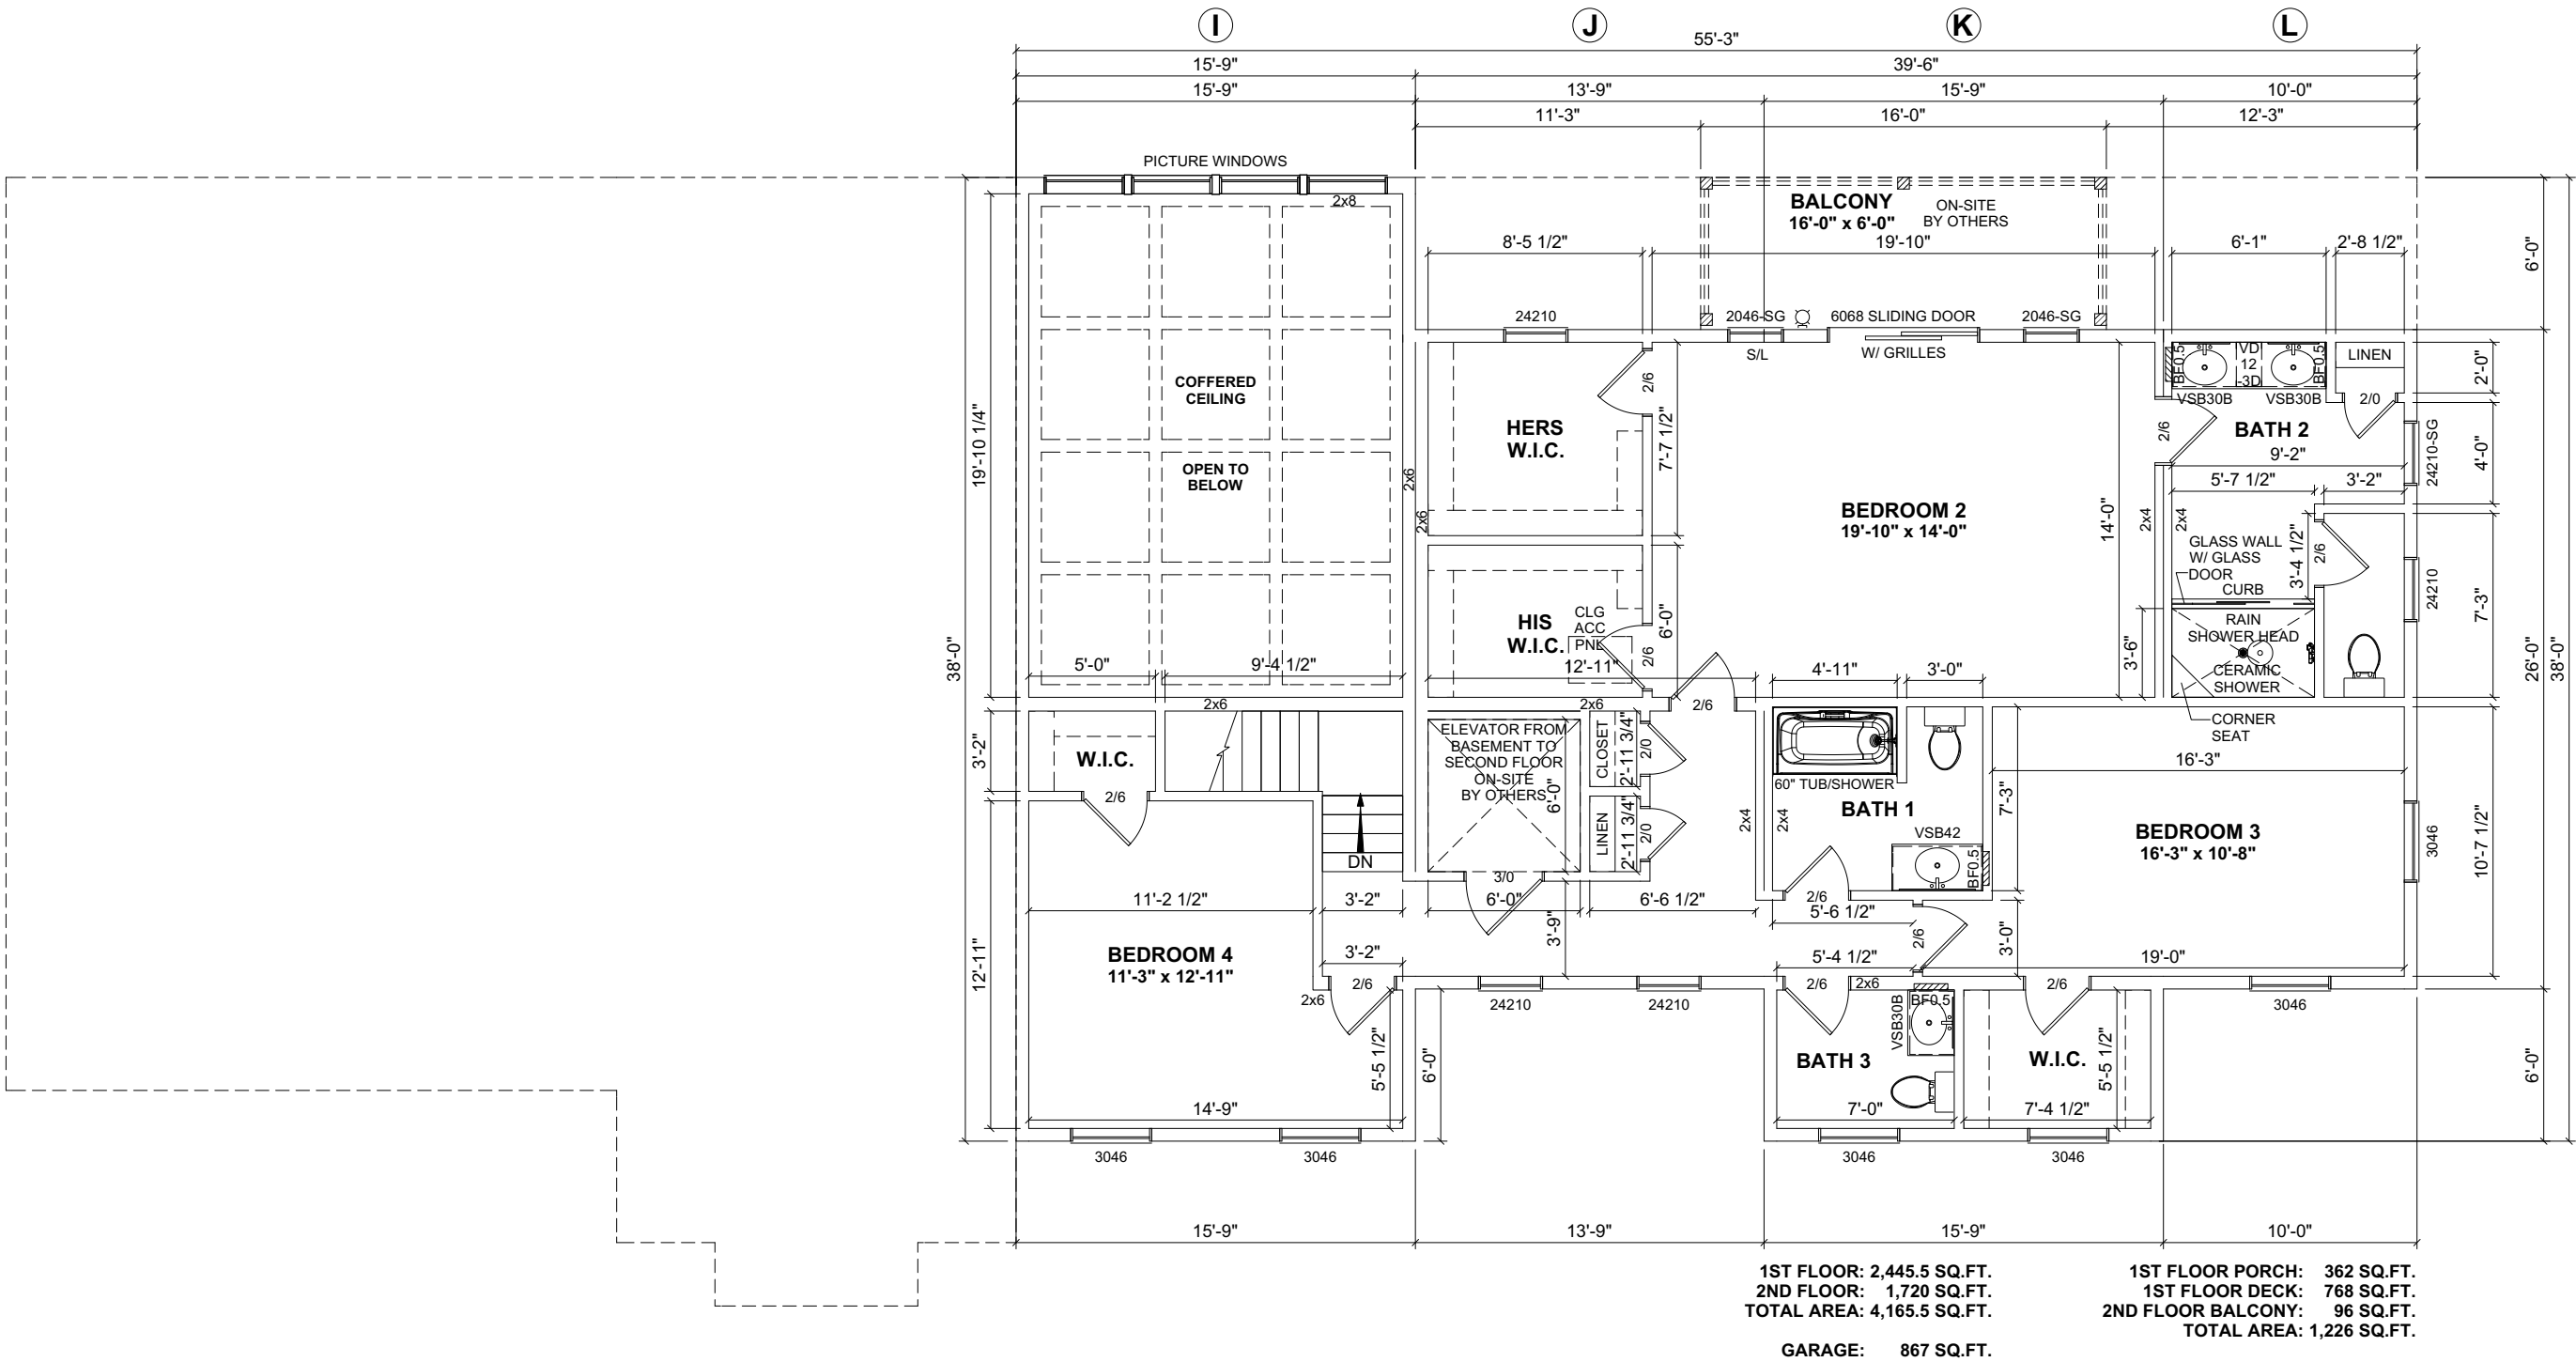 I J K L
55'-3"
15'-9" 39'-6"
15'-9" 13'-9" 15'-9" 10'-0"
11'-3" 16'-0" 12'-3"
PICTURE WINDOWS
2x8
BALCONY
16'-0" x 6'-0"
ON-SITE
BY OTHERS
8'-5 1/2" 19'-10" 6'-1" 2'-8 1/2"
6'-0"
24210 2046-SG 6068 SLIDING DOOR 2046-SG
S/L W/ GRILLES
BF0.5
VD
12
-3D
BF0.5
LINEN
2'-0"
VSB30B VSB30B 2/0
COFFERED
CEILING
2/6
HERS
W.I.C.
7'-7 1/2"
2/6
BATH 2
9'-2"
24210-SG
4'-0"
19'-10 1/4"
OPEN TO
BELOW
2x6
2x6
5'-7 1/2" 3'-2"
BEDROOM 2
19'-10" x 14'-0"
14'-0"
2x4
2x4
GLASS WALL
W/ GLASS
DOOR
CURB
3'-4 1/2"
2/6
24210
7'-3"
HIS
W.I.C.
CLG
ACC
PNL
6'-0"
2/6
RAIN
SHOWER HEAD
CERAMIC
SHOWER
3'-6"
38'-0"
26'-0"
38'-0"
5'-0" 9'-4 1/2" 12'-11" 4'-11" 3'-0"
2x6 2x6 2/6
CORNER
SEAT
3'-2"
W.I.C.
2/6
ELEVATOR FROM
BASEMENT TO
SECOND FLOOR
ON-SITE
BY OTHERS
6'-0"
CLOSET
2'-11 3/4"
2/0
16'-3"
60" TUB/SHOWER
BATH 1
7'-3"
DN
LINEN
2'-11 3/4"
2/0
2x4
2x4
VSB42
BF0.5
BEDROOM 3
16'-3" x 10'-8"
3046
10'-7 1/2"
3/0
11'-2 1/2" 3'-2" 6'-0" 6'-6 1/2" 2/6
5'-6 1/2"
3'-9"
2/6
3'-0"
12'-11"
BEDROOM 4
11'-3" x 12'-11"
3'-2" 5'-4 1/2" 19'-0"
2x6 2/6 2/6 2x6 2/6
24210 24210 3046
BF0.5
VSB30B
5'-5 1/2"
6'-0"
BATH 3
W.I.C.
5'-5 1/2"
6'-0"
14'-9" 7'-0" 7'-4 1/2"
3046 3046 3046 3046
15'-9" 13'-9" 15'-9" 10'-0"
1ST FLOOR: 2,445.5 SQ.FT.
2ND FLOOR: 1,720 SQ.FT.
TOTAL AREA: 4,165.5 SQ.FT.
GARAGE: 867 SQ.FT.
1ST FLOOR PORCH: 362 SQ.FT.
1ST FLOOR DECK: 768 SQ.FT.
2ND FLOOR BALCONY: 96 SQ.FT.
TOTAL AREA: 1,226 SQ.FT.